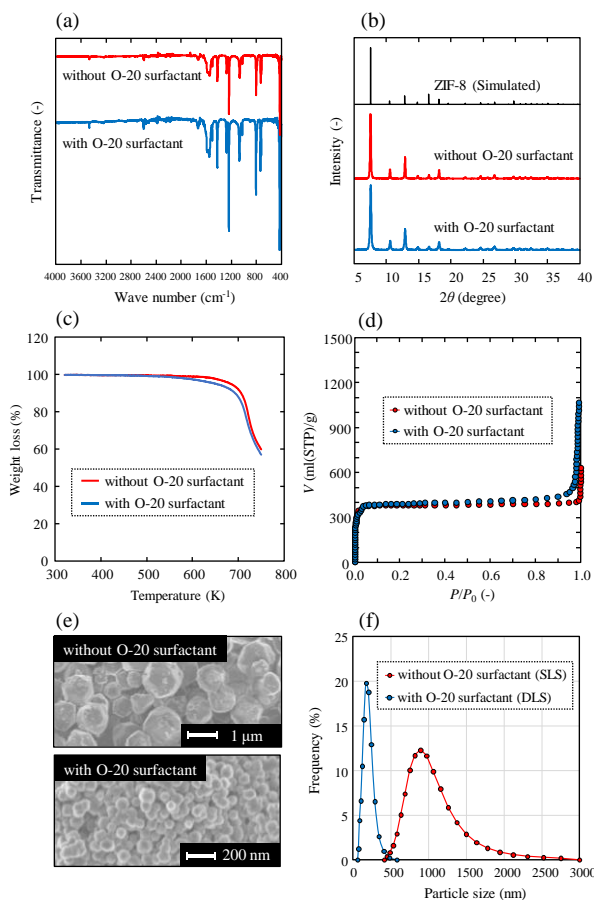 (a)
without O-20 surfactant
with O-20 surfactant
Transmittance (-)
4000 3600 3200 2800 2400 2000 1600 1200 800 400
Wave number (cm-1)
(b)
ZIF-8 (Simulated)
without O-20 surfactant
with O-20 surfactant
Intensity (-)
5 10 15 20 25 30 35 40
2θ (degree)
(c)
120
100
80
60
40
20
0
Weight loss (%)
without O-20 surfactant
with O-20 surfactant
300 400 500 600 700 800
Temperature (K)
(d)
1500
1200
900
600
300
0
V (ml(STP)/g)
without O-20 surfactant
with O-20 surfactant
0.0 0.2 0.4 0.6 0.8 1.0
P/P0 (-)
(e)
without O-20 surfactant
1 μm
with O-20 surfactant
200 nm
(f)
25
20
15
10
5
0
Frequency (%)
without O-20 surfactant (SLS)
with O-20 surfactant (DLS)
0 500 1000 1500 2000 2500 3000
Particle size (nm)